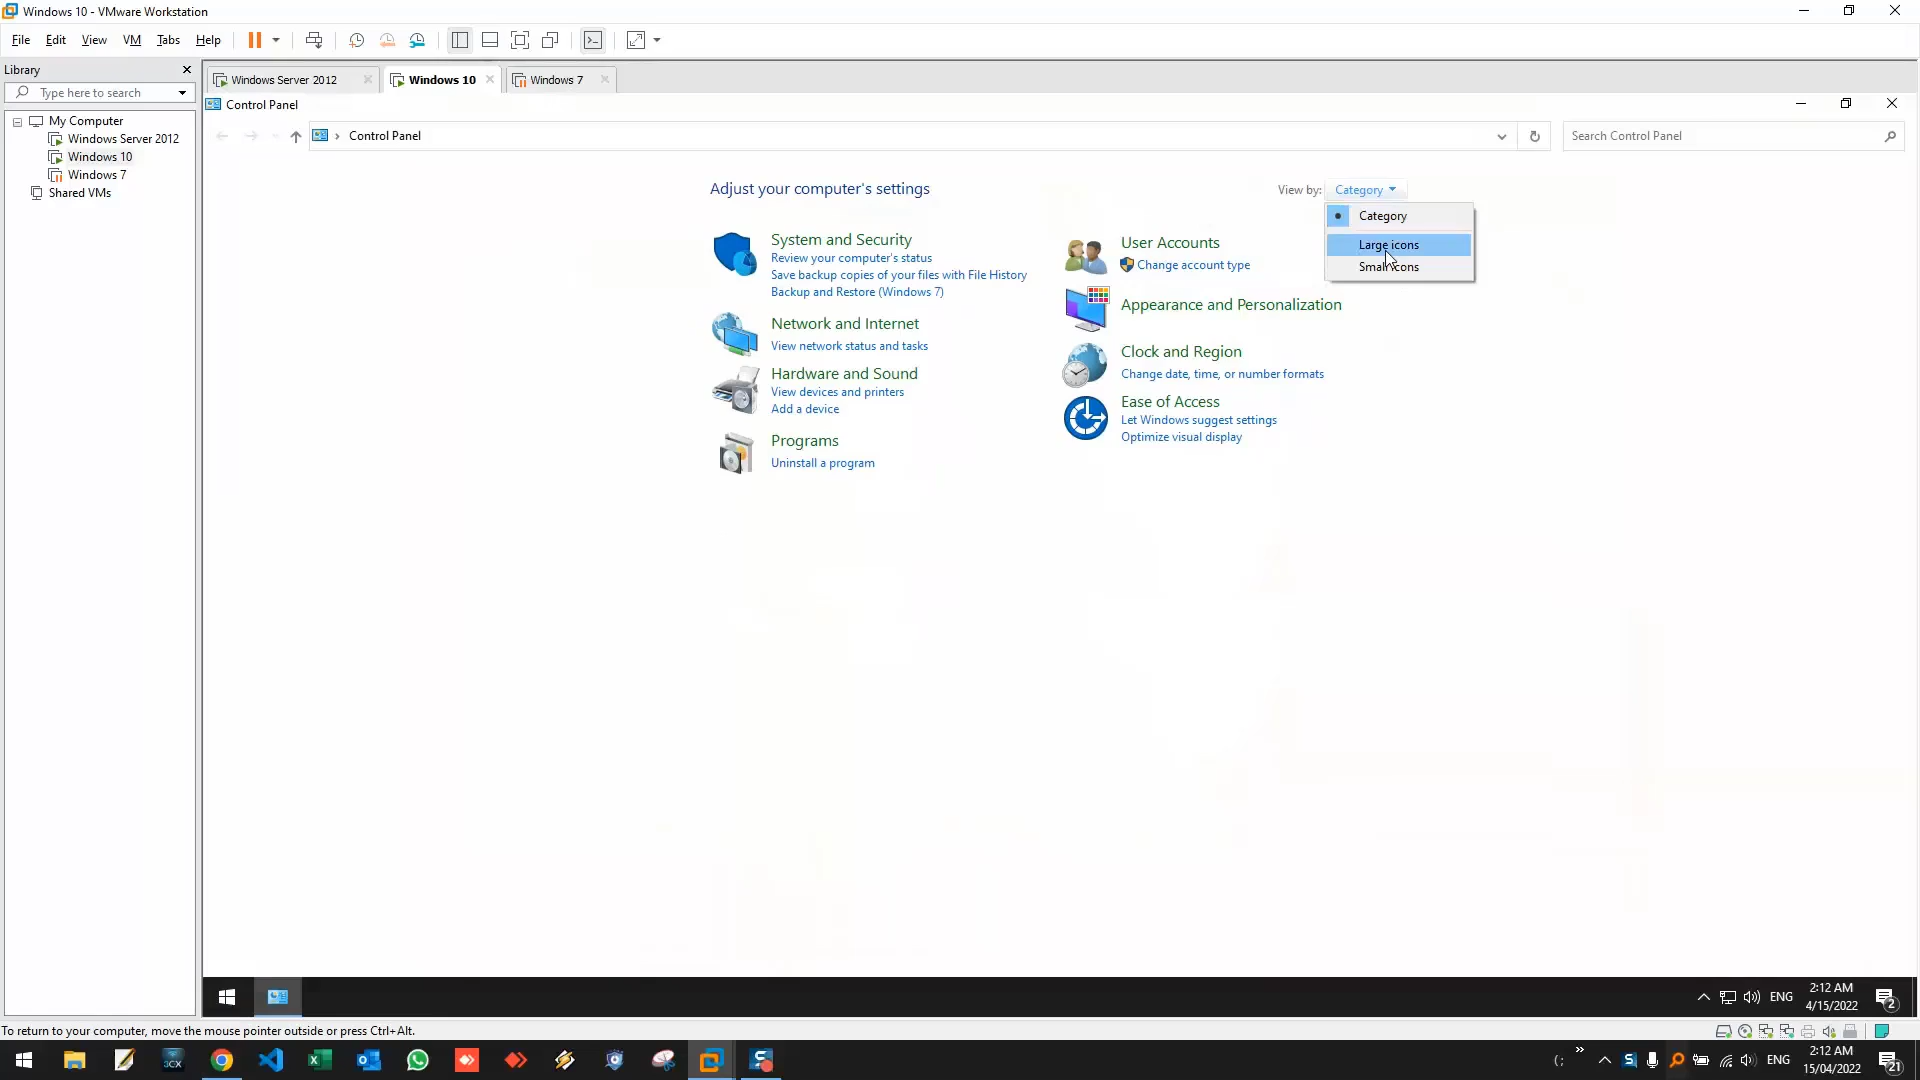 Windows 10 - VMware Workstation
File Edit View VM Tabs Help
Library
Type here to search
My Computer
Windows Server 2012
Windows 10
Windows 7
Shared VMs
Windows Server 2012 Windows 10 Windows 7
Control Panel
Control Panel
Search Control Panel
Adjust your computer's settings
View by: Category
Category
Large icons
Small icons
System and Security
Review your computer's status
Save backup copies of your files with File History
Backup and Restore (Windows 7)
Network and Internet
View network status and tasks
Hardware and Sound
View devices and printers
Add a device
Programs
Uninstall a program
User Accounts
Change account type
Appearance and Personalization
Clock and Region
Change date, time, or number formats
Ease of Access
Let Windows suggest settings
Optimize visual display
ENG
2:12 AM
4/15/2022
2
To return to your computer, move the mouse pointer outside or press Ctrl+Alt.
3CX
ENG
2:12 AM
15/04/2022
21